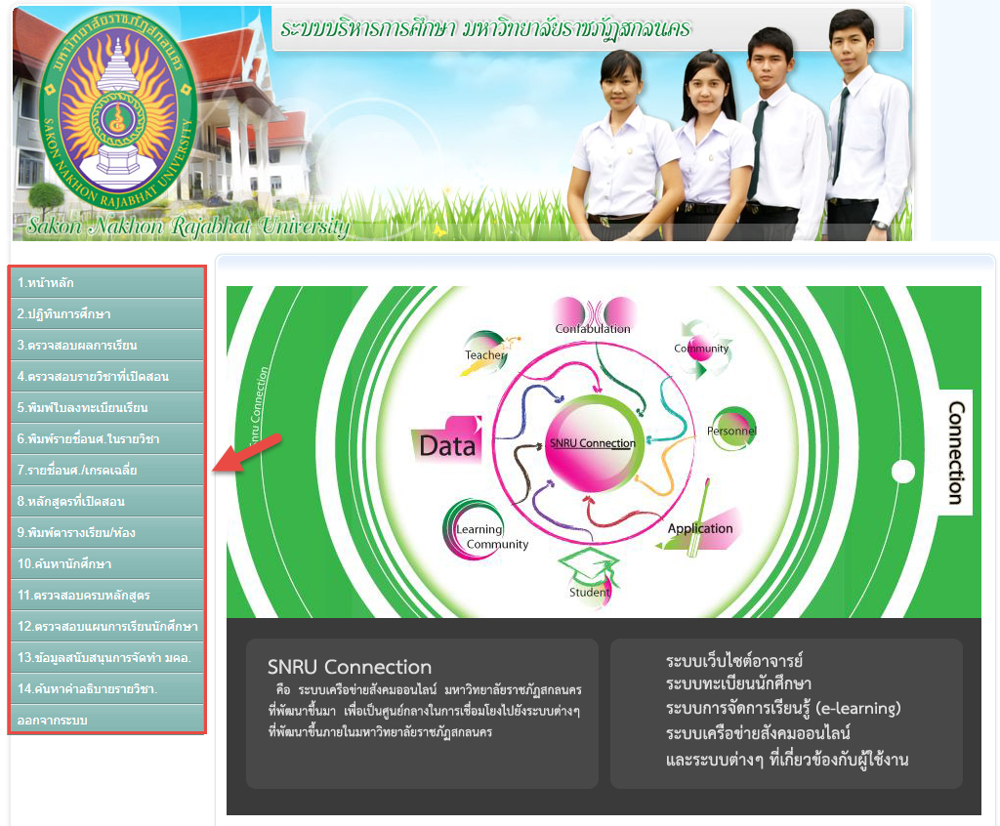 ระบบบริหารการศึกษา มหาวิทยาลัยราชภัฏสกลนคร
มหาวิทยาลัยราชภัฏสกลนคร
SAKON NAKHON RAJABHAT UNIVERSITY
Sakon Nakhon Rajabhat University
1.หน้าหลัก
2.ปฏิทินการศึกษา
3.ตรวจสอบผลการเรียน
4.ตรวจสอบรายวิชาที่เปิดสอน
5.พิมพ์ใบลงทะเบียนเรียน
6.พิมพ์รายชื่อนศ.ในรายวิชา
7.รายชื่อนศ./เกรดเฉลี่ย
8.หลักสูตรที่เปิดสอน
9.พิมพ์ตารางเรียน/ห้อง
10.ค้นหานักศึกษา
11.ตรวจสอบครบหลักสูตร
12.ตรวจสอบแผนการเรียนนักศึกษา
13.ข้อมูลสนับสนุนการจัดทำ มคอ.
14.ค้นหาคำอธิบายรายวิชา.
ออกจากระบบ
Snru Connection
Confabulation
Teacher
Community
Personnel
Data
SNRU Connection
Learning
Community
Application
Student
Connection
SNRU Connection
คือ ระบบเครือข่ายสังคมออนไลน์ มหาวิทยาลัยราชภัฏสกลนคร
ที่พัฒนาขึ้นมา เพื่อเป็นศูนย์กลางในการเชื่อมโยงไปยังระบบต่างๆ
ที่พัฒนาขึ้นภายในมหาวิทยาลัยราชภัฏสกลนคร
ระบบเว็บไซต์อาจารย์
ระบบทะเบียนนักศึกษา
ระบบการจัดการเรียนรู้ (e-learning)
ระบบเครือข่ายสังคมออนไลน์
และระบบต่างๆ ที่เกี่ยวข้องกับผู้ใช้งาน